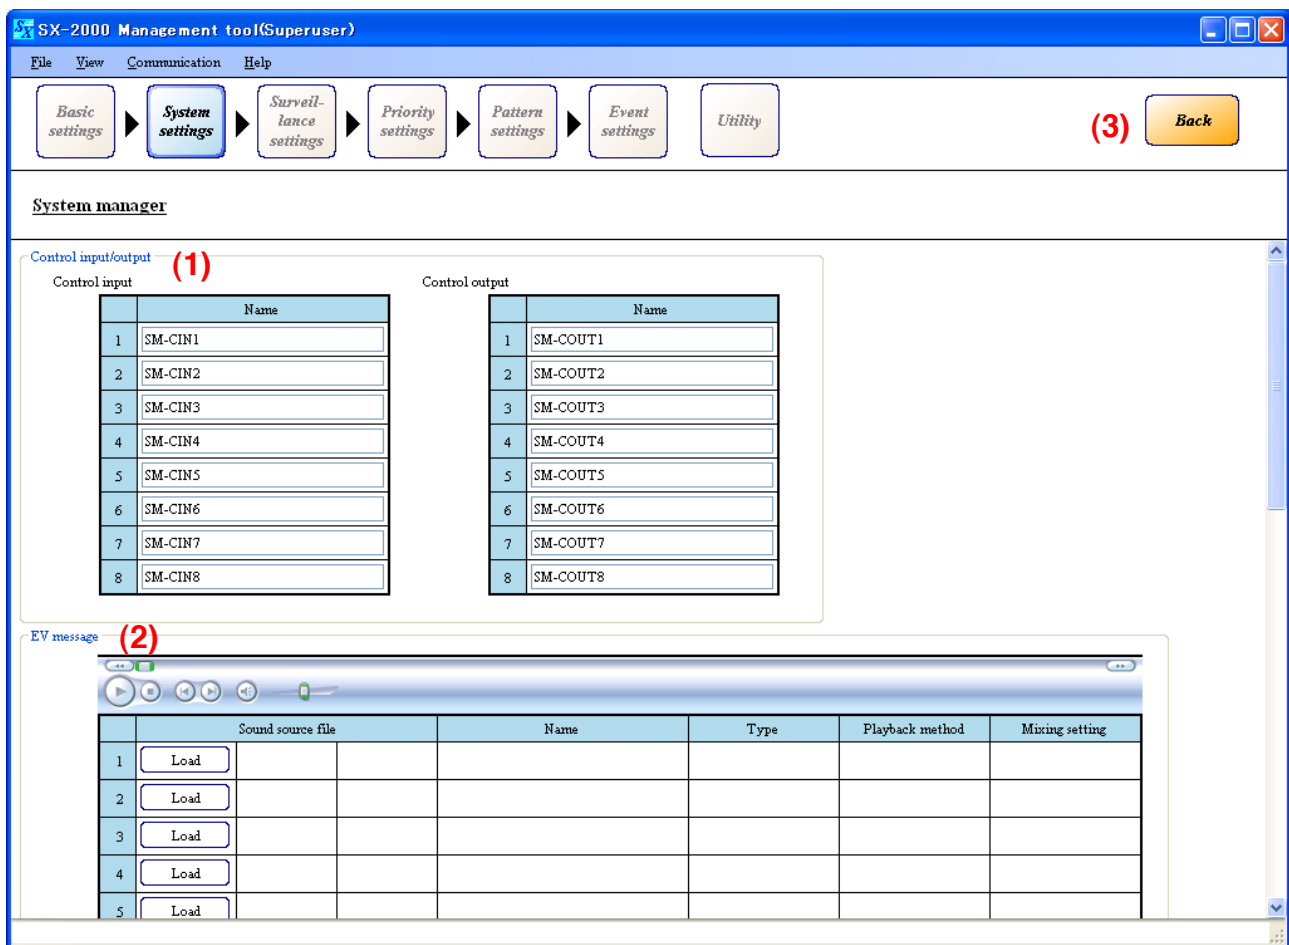 SX SX-2000 Management tool(Superuser)
File View Communication Help
Basic settings
System settings
Surveil-lance settings
Priority settings
Pattern settings
Event settings
Utility
(3)
Back
System manager
Control input/output
(1)
Control input
Control output
Name
Name
1 SM-CIN1
1 SM-COUT1
2 SM-CIN2
2 SM-COUT2
3 SM-CIN3
3 SM-COUT3
4 SM-CIN4
4 SM-COUT4
5 SM-CIN5
5 SM-COUT5
6 SM-CIN6
6 SM-COUT6
7 SM-CIN7
7 SM-COUT7
8 SM-CIN8
8 SM-COUT8
EV message
(2)
Sound source file Name Type Playback method Mixing setting
1 Load
2 Load
3 Load
4 Load
5 Load